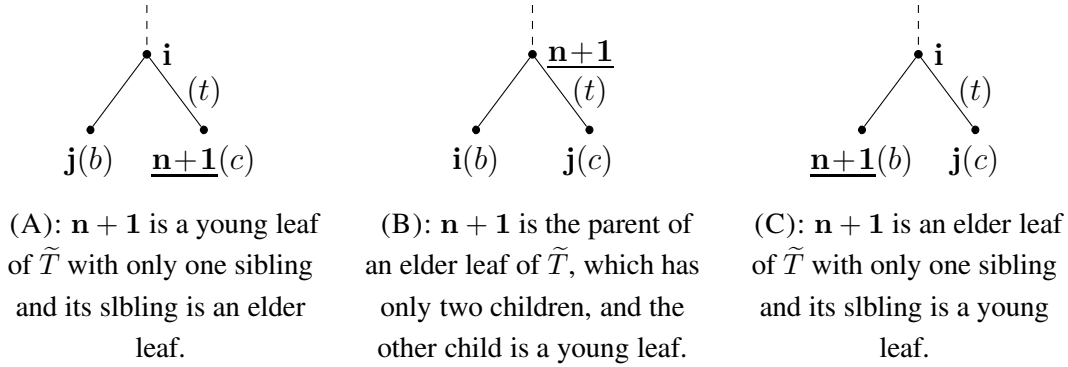 i
(t)
j(b) n+1(c)
(A): n + 1 is a young leaf
of T̃ with only one sibling
and its slbling is an elder
leaf.
n+1
(t)
i(b) j(c)
(B): n + 1 is the parent of
an elder leaf of T̃, which has
only two children, and the
other child is a young leaf.
i
(t)
n+1(b) j(c)
(C): n + 1 is an elder leaf
of T̃ with only one sibling
and its slbling is a young
leaf.